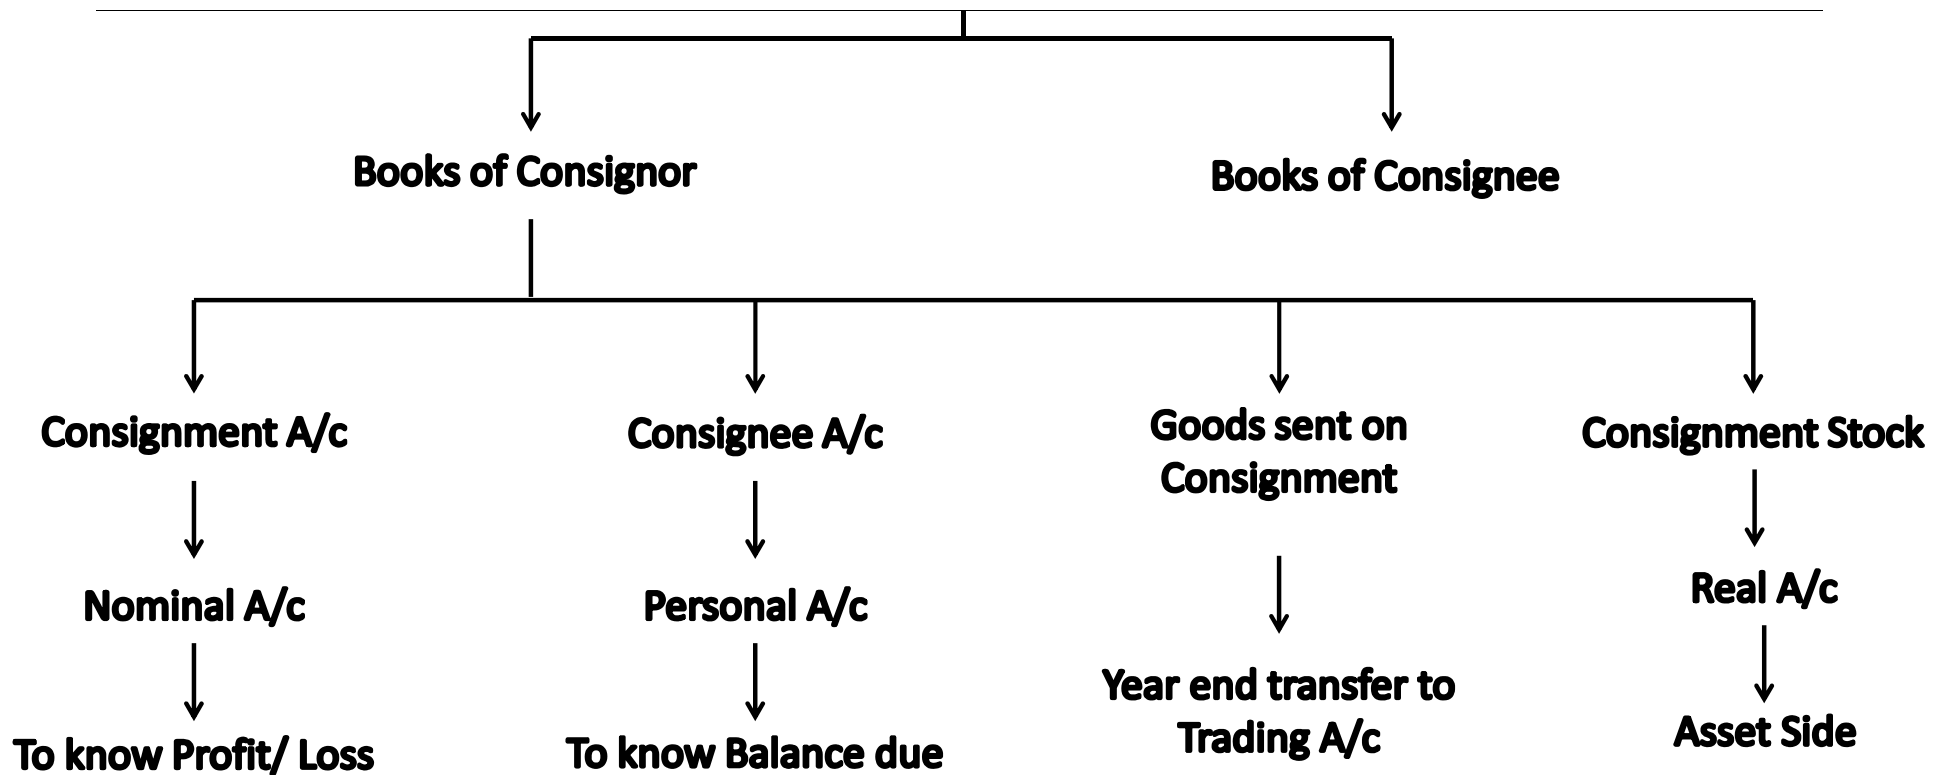 Books of Consignor
Books of Consignee
Consignment A/c
Consignee A/c
Goods sent on
Consignment
Consignment Stock
Nominal A/c
Personal A/c
Real A/c
Year end transfer to
Trading A/c
Asset Side
To know Profit/ Loss
To know Balance due